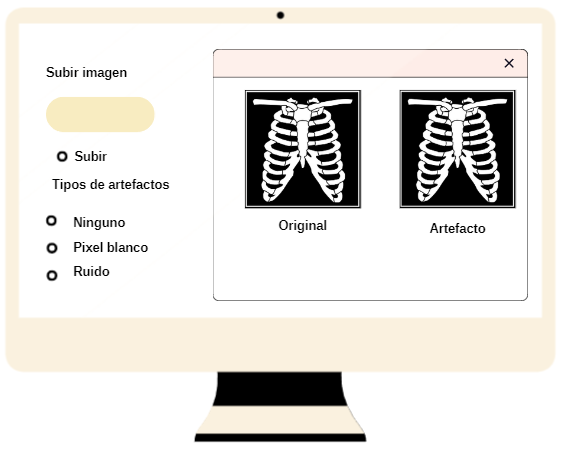 Subir imagen
Subir
Tipos de artefactos
Ninguno
Pixel blanco
Ruido
Original
Artefacto